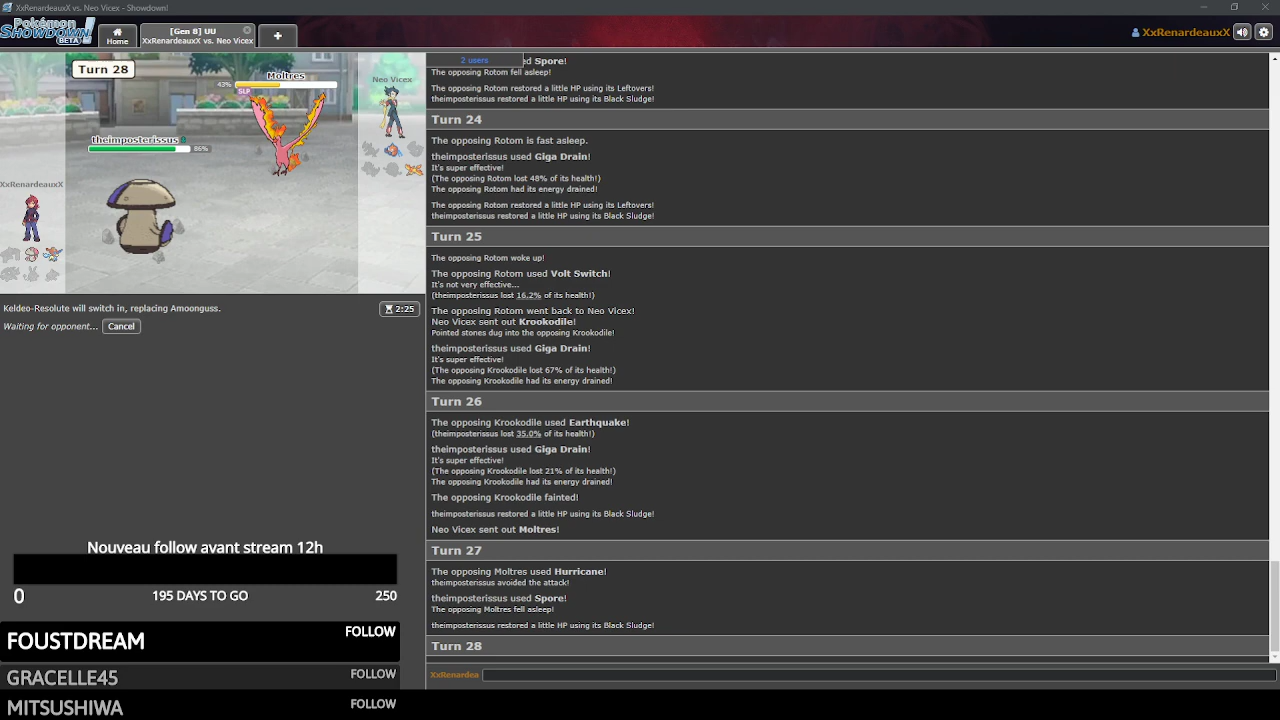 XxRenardeauxX vs. Neo Vicex - Showdown!
Pokémon
SHOWDOWN!
BETA
Home
[Gen 8] UU
XxRenardeauxX vs. Neo Vicex
XxRenardeauxX
Turn 28
Moltres
43%
SLP
Neo Vicex
theimposterissus
86%
XxRenardeauxX
Keldeo-Resolute will switch in, replacing Amoonguss.
2:25
Waiting for opponent... Cancel
Nouveau follow avant stream 12h
0 195 DAYS TO GO 250
FOUSTDREAM FOLLOW
GRACELLE45 FOLLOW
MITSUSHIWA FOLLOW
2 users
ed Spore!
The opposing Rotom fell asleep!
The opposing Rotom restored a little HP using its Leftovers!
theimposterissus restored a little HP using its Black Sludge!
Turn 24
The opposing Rotom is fast asleep.
theimposterissus used Giga Drain!
It's super effective!
(The opposing Rotom lost 48% of its health!)
The opposing Rotom had its energy drained!
The opposing Rotom restored a little HP using its Leftovers!
theimposterissus restored a little HP using its Black Sludge!
Turn 25
The opposing Rotom woke up!
The opposing Rotom used Volt Switch!
It's not very effective...
(theimposterissus lost 16.2% of its health!)
The opposing Rotom went back to Neo Vicex!
Neo Vicex sent out Krookodile!
Pointed stones dug into the opposing Krookodile!
theimposterissus used Giga Drain!
It's super effective!
(The opposing Krookodile lost 67% of its health!)
The opposing Krookodile had its energy drained!
Turn 26
The opposing Krookodile used Earthquake!
(theimposterissus lost 35.0% of its health!)
theimposterissus used Giga Drain!
It's super effective!
(The opposing Krookodile lost 21% of its health!)
The opposing Krookodile had its energy drained!
The opposing Krookodile fainted!
theimposterissus restored a little HP using its Black Sludge!
Neo Vicex sent out Moltres!
Turn 27
The opposing Moltres used Hurricane!
theimposterissus avoided the attack!
theimposterissus used Spore!
The opposing Moltres fell asleep!
theimposterissus restored a little HP using its Black Sludge!
Turn 28
XxRenardea